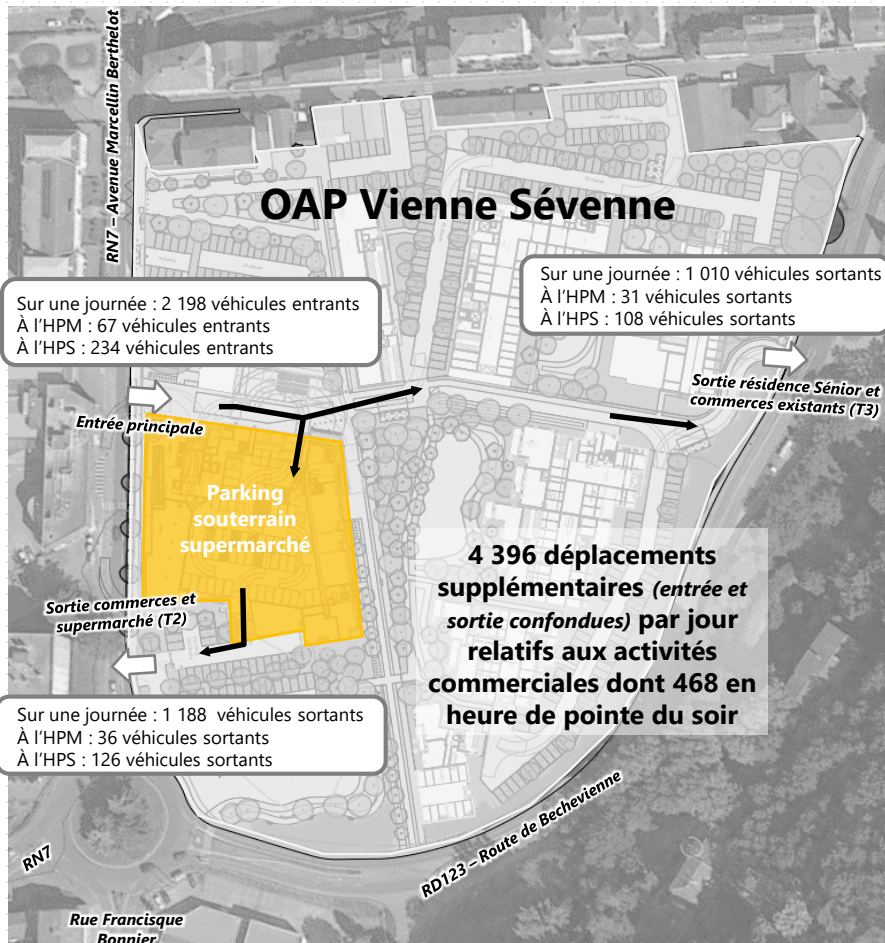 RN7 – Avenue Marcellin Berthelot
OAP Vienne Sévenne
Sur une journée : 2 198 véhicules entrants
À l’HPM : 67 véhicules entrants
À l’HPS : 234 véhicules entrants
Sur une journée : 1 010 véhicules sortants
À l’HPM : 31 véhicules sortants
À l’HPS : 108 véhicules sortants
Sortie résidence Sénior et
commerces existants (T3)
Entrée principale
Parking
souterrain
supermarché
4 396 déplacements
supplémentaires (entrée et
sortie confondues) par jour
relatifs aux activités
commerciales dont 468 en
heure de pointe du soir
Sortie commerces et
supermarché (T2)
Sur une journée : 1 188 véhicules sortants
À l’HPM : 36 véhicules sortants
À l’HPS : 126 véhicules sortants
RN7
RD123 – Route de Bechevienne
Rue Francisque
Bonnier